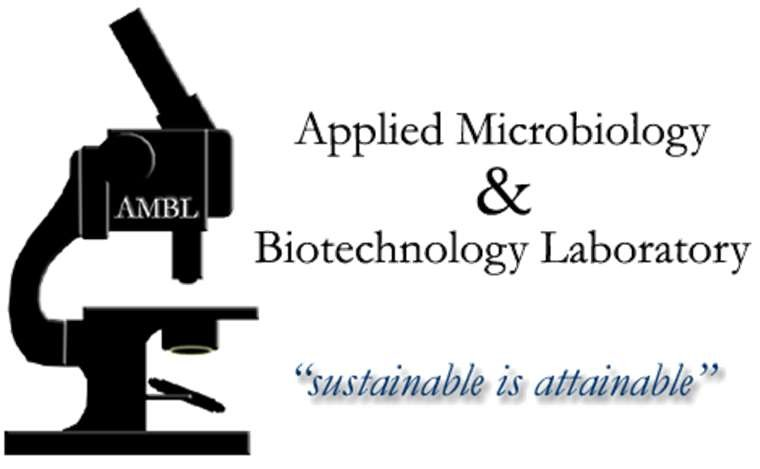 AMBL
Applied Microbiology
&
Biotechnology Laboratory
“sustainable is attainable”